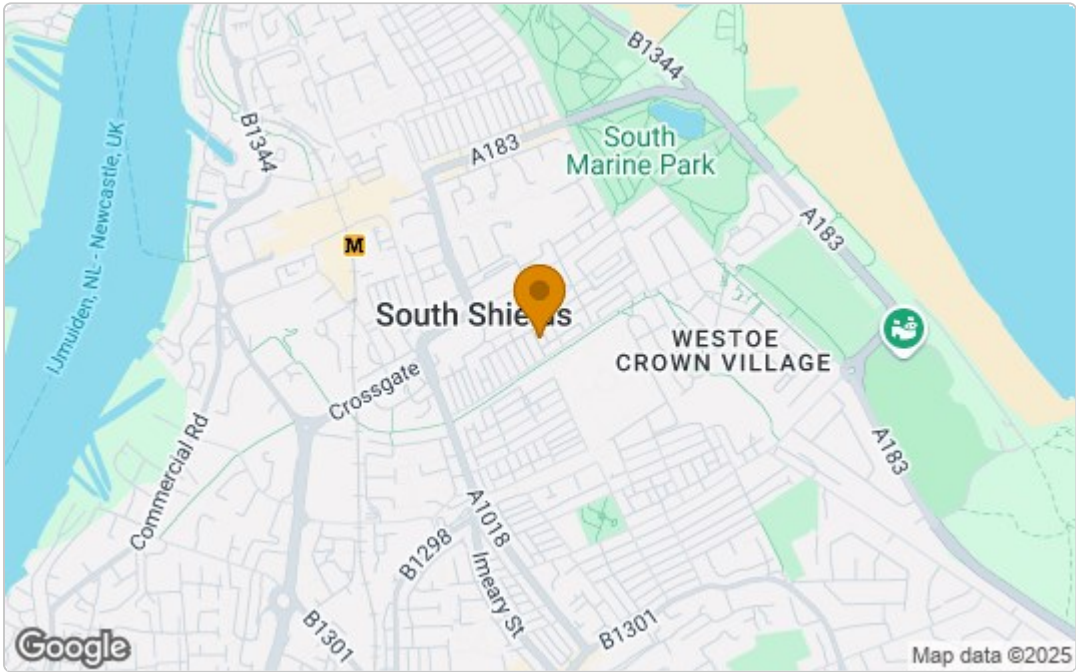 B1344
B1344
A183
South
Marine Park
IJmuiden, NL - Newcastle, UK
A183
M
South Shields
WESTOE
CROWN VILLAGE
Crossgate
Commercial Rd
A183
A1018
B1298
Imeary St
B1301
B1301
Google
Map data ©2025